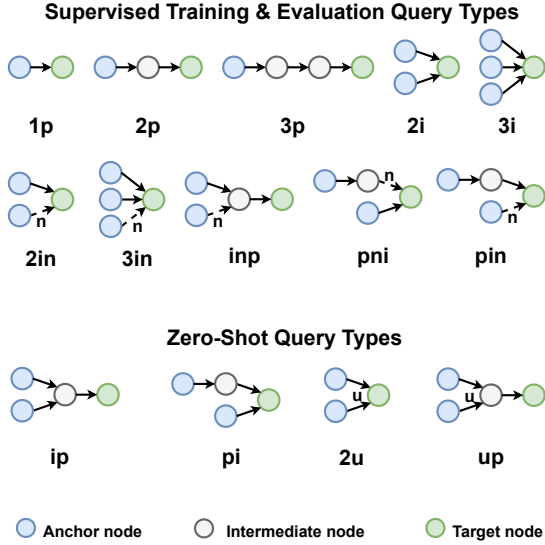 Supervised Training & Evaluation Query Types
1p 2p 3p 2i 3i
n n n n n
2in 3in inp pni pin
Zero-Shot Query Types
u u
ip pi 2u up
Anchor node Intermediate node Target node